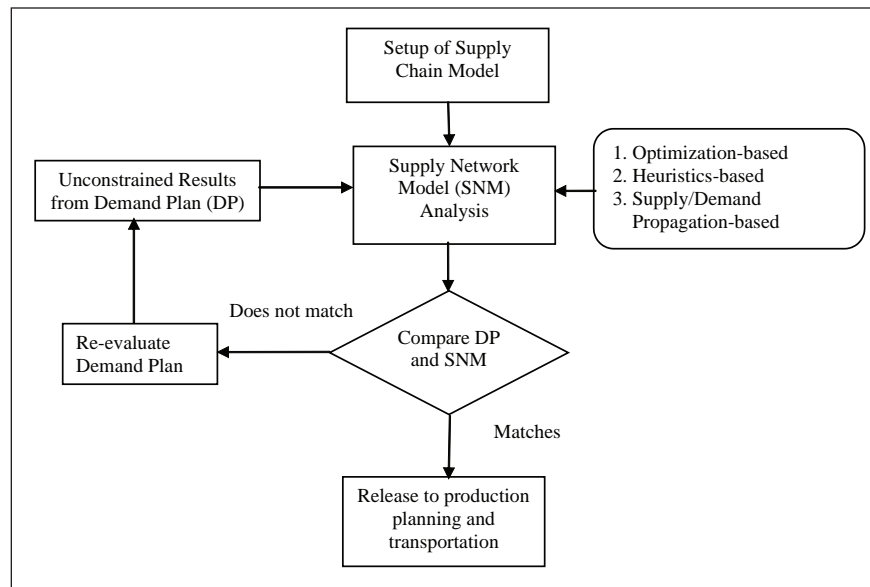 Setup of Supply
Chain Model
Unconstrained Results
from Demand Plan (DP)
Supply Network
Model (SNM)
Analysis
1. Optimization-based
2. Heuristics-based
3. Supply/Demand
Propagation-based
Does not match
Re-evaluate
Demand Plan
Compare DP
and SNM
Matches
Release to production
planning and
transportation